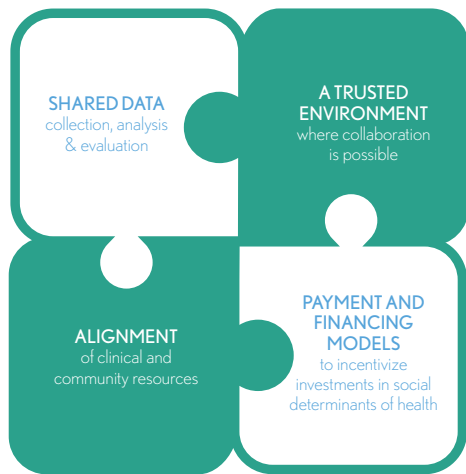 SHARED DATA
collection, analysis
& evaluation
A TRUSTED
ENVIRONMENT
where collaboration
is possible
ALIGNMENT
of clinical and
community resources
PAYMENT AND
FINANCING
MODELS
to incentivize
investments in social
determinants of health